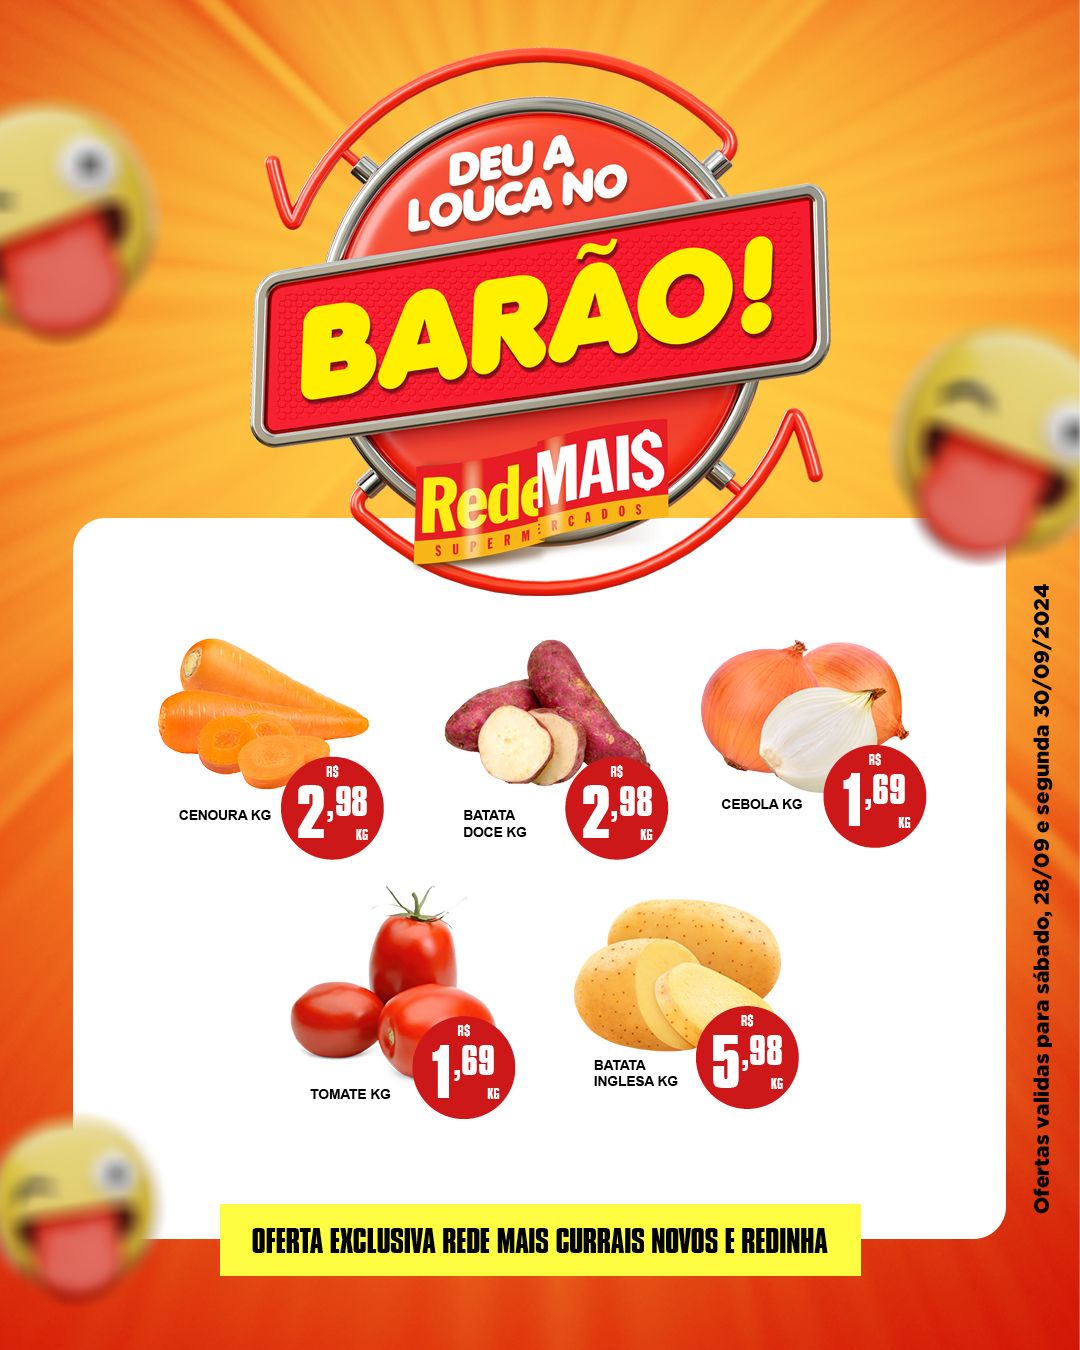 DEU A
LOUCA NO
BARÃO!
RedeMAI$
SUPERMERCADOS
CENOURA KG
R$
2,98
KG
BATATA
DOCE KG
R$
2,98
KG
CEBOLA KG
R$
1,69
KG
TOMATE KG
R$
1,69
KG
BATATA
INGLESA KG
R$
5,98
KG
Ofertas validas para sábado, 28/09 e segunda 30/09/2024
OFERTA EXCLUSIVA REDE MAIS CURRAIS NOVOS E REDINHA